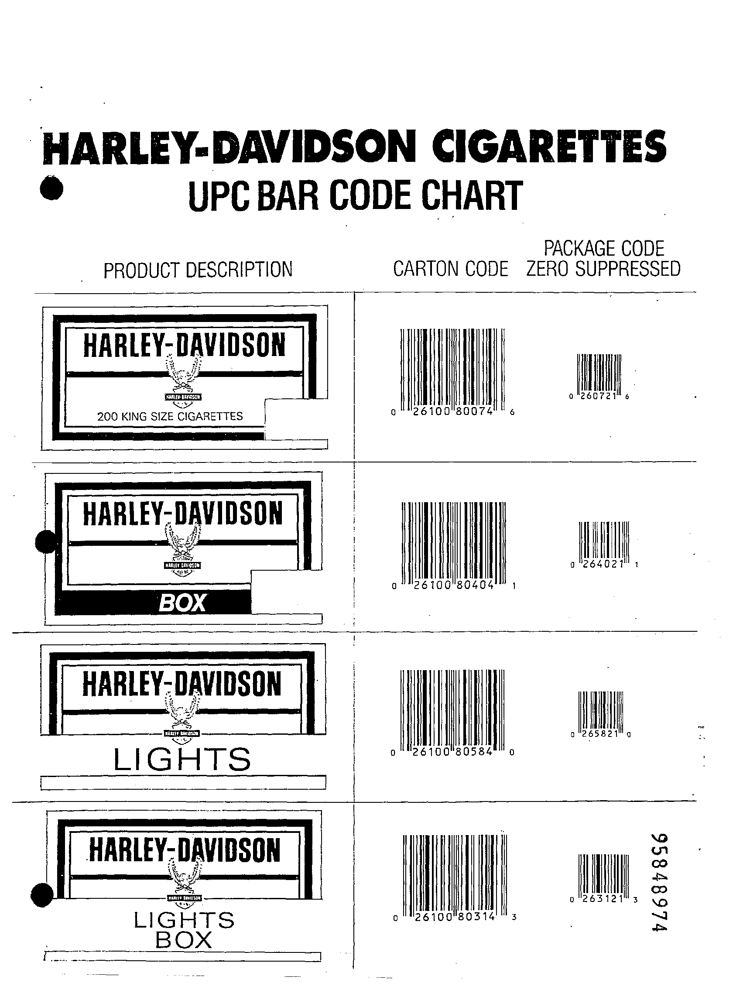 HARLEY-DAVIDSON CIGARETTES
UPC BAR CODE CHART
PRODUCT DESCRIPTION
CARTON CODE
PACKAGE CODE
ZERO SUPPRESSED
HARLEY-DAVIDSON
HARLEY-DAVIDSON
200 KING SIZE CIGARETTES
0 26100 80074 6
0 260721 6
HARLEY-DAVIDSON
HARLEY-DAVIDSON
BOX
0 26100 80404 1
0 264021 1
HARLEY-DAVIDSON
HARLEY-DAVIDSON
LIGHTS
0 26100 80584 0
0 265821 0
HARLEY-DAVIDSON
HARLEY-DAVIDSON
LIGHTS
BOX
0 26100 80314 3
0 263121 3
95848974